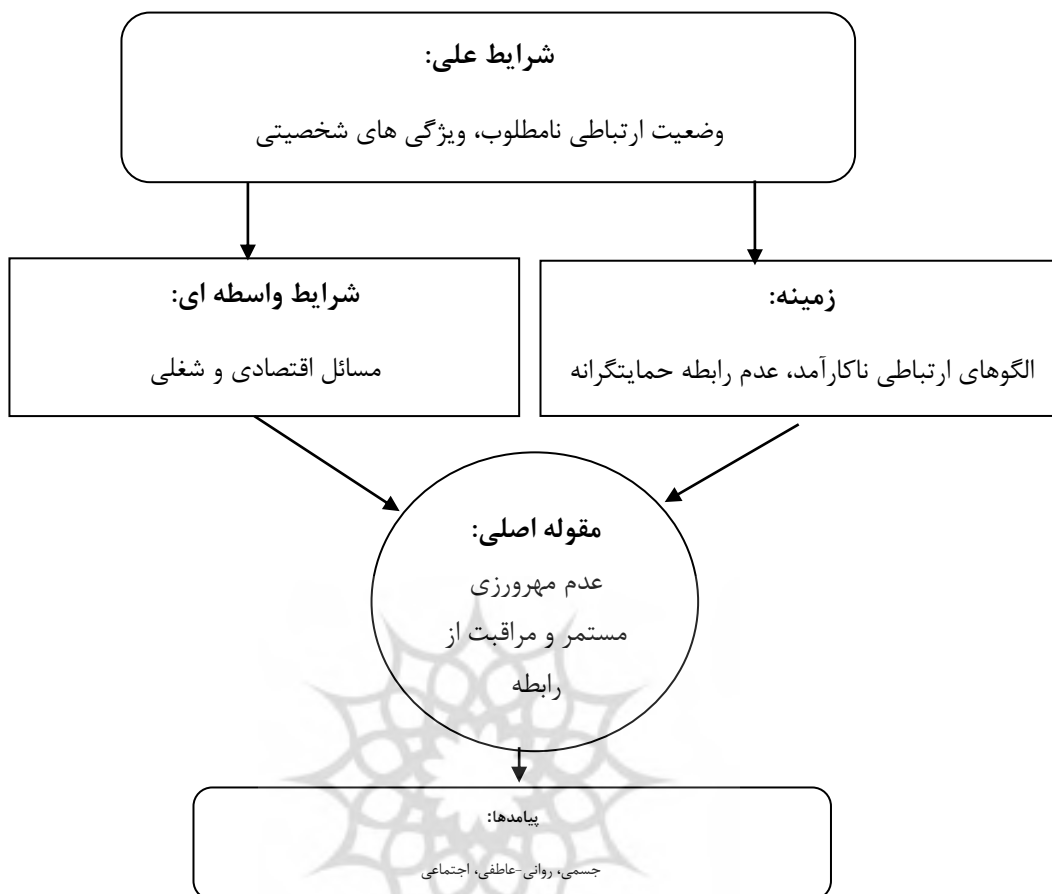 شرایط علی:
وضعیت ارتباطی نامطلوب، ویژگی های شخصیتی
زمینه:
الگوهای ارتباطی ناکارآمد، عدم رابطه حمایتگرانه
شرایط واسطه ای:
مسائل اقتصادی و شغلی
مقوله اصلی:
عدم مهرورزی
مستمر و مراقبت از
رابطه
پیامدها:
جسمی، روانی-عاطفی، اجتماعی